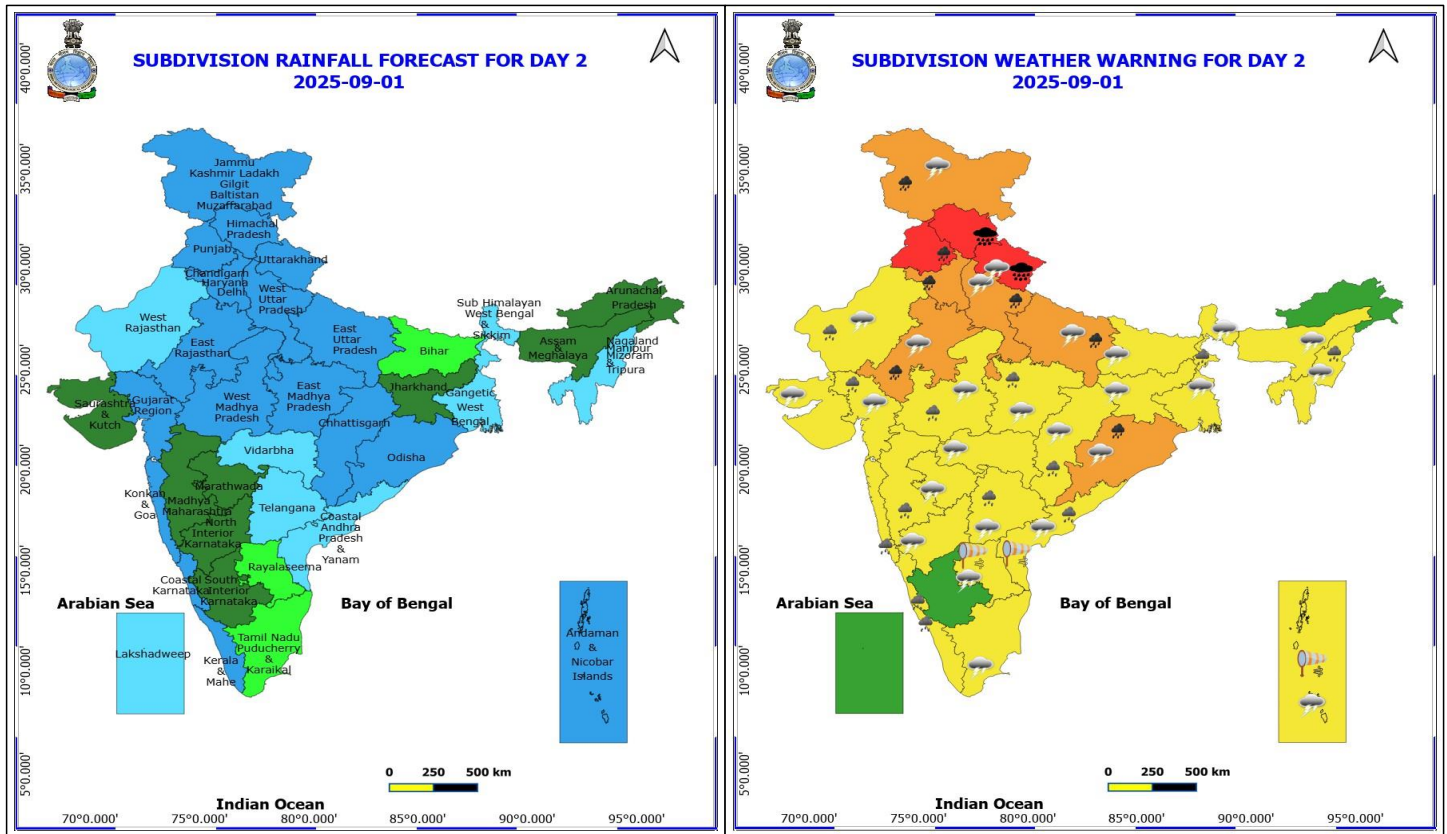 SUBDIVISION RAINFALL FORECAST FOR DAY 2
2025-09-01
40°0.000'
35°0.000'
30°0.000'
25°0.000'
20°0.000'
15°0.000'
10°0.000'
5°0.000'
Jammu
Kashmir Ladakh
Gilgit
Baltistan
Muzaffarabad
Himachal
Pradesh
Punjab
Uttarakhand
Chandigarh
Haryana
Delhi
West
Uttar
Pradesh
West
Rajasthan
East
Rajasthan
East
Uttar
Pradesh
Bihar
Sub Himalayan
West Bengal
&
Sikkim
Arunachal
Pradesh
Assam
&
Meghalaya
Nagaland
Manipur
Mizoram
&
Tripura
Saurashtra
&
Kutch
Gujarat
Region
West
Madhya
Pradesh
East
Madhya
Pradesh
Jharkhand
Gangetic
West
Bengal
Chhattisgarh
Odisha
Vidarbha
Konkan
&
Goa
Madhya
Maharashtra
Marathwada
Telangana
North
Interior
Karnataka
Coastal
Andhra
Pradesh
&
Yanam
Rayalaseema
Coastal
Karnataka
South
Interior
Karnataka
Tamil Nadu
Puducherry
&
Karaikal
Kerala
&
Mahe
Arabian Sea
Lakshadweep
Bay of Bengal
Andaman
&
Nicobar
Islands
0 250 500 km
Indian Ocean
70°0.000' 75°0.000' 80°0.000' 85°0.000' 90°0.000' 95°0.000'
SUBDIVISION WEATHER WARNING FOR DAY 2
2025-09-01
40°0.000'
35°0.000'
30°0.000'
25°0.000'
20°0.000'
15°0.000'
10°0.000'
5°0.000'
Arabian Sea
Bay of Bengal
0 250 500 km
Indian Ocean
70°0.000' 75°0.000' 80°0.000' 85°0.000' 90°0.000' 95°0.000'